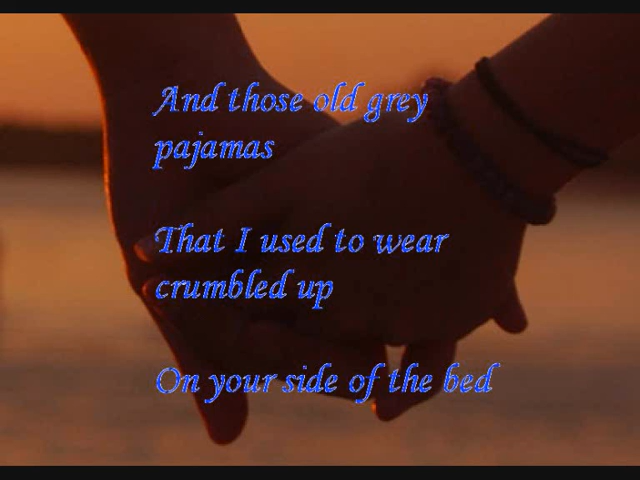 And those old grey
pajamas
That I used to wear
crumbled up
On your side of the bed